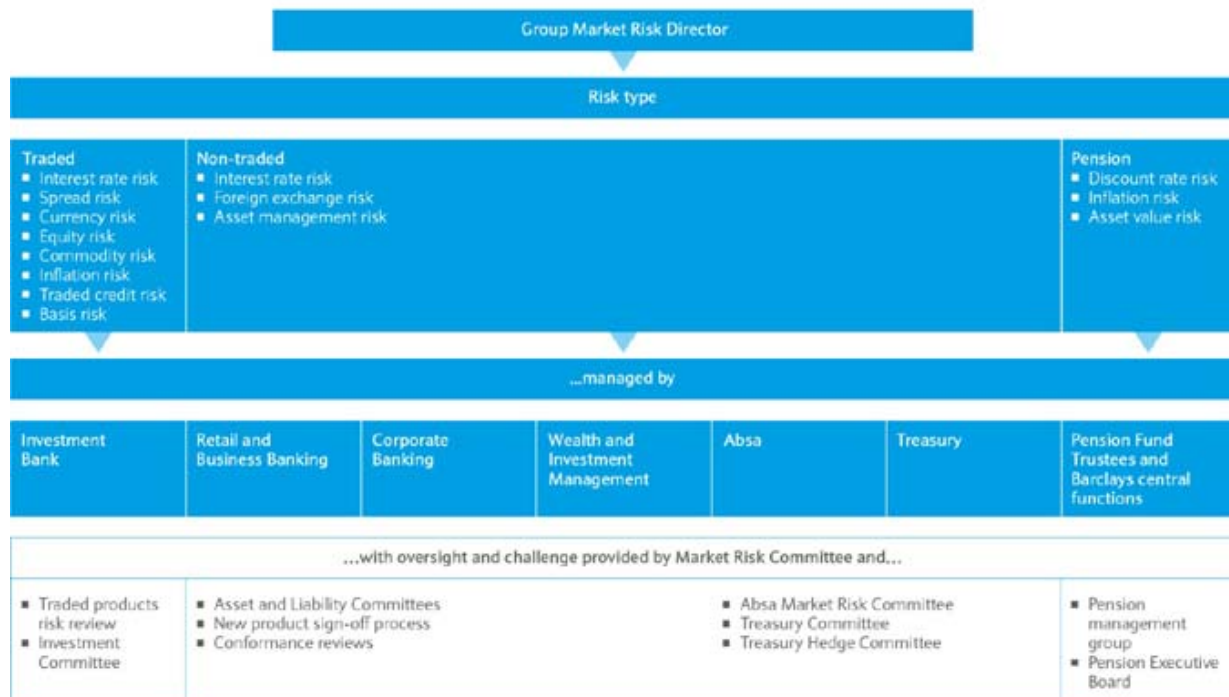 Group Market Risk Director
Risk type
Traded
▪ Interest rate risk
▪ Spread risk
▪ Currency risk
▪ Equity risk
▪ Commodity risk
▪ Inflation risk
▪ Traded credit risk
▪ Basis risk
Non-traded
▪ Interest rate risk
▪ Foreign exchange risk
▪ Asset management risk
Pension
▪ Discount rate risk
▪ Inflation risk
▪ Asset value risk
...managed by
Investment
Bank
Retail and
Business Banking
Corporate
Banking
Wealth and
Investment
Management
Absa
Treasury
Pension Fund
Trustees and
Barclays central
functions
...with oversight and challenge provided by Market Risk Committee and...
▪ Traded products
risk review
▪ Investment
Committee
▪ Asset and Liability Committees
▪ New product sign-off process
▪ Conformance reviews
▪ Absa Market Risk Committee
▪ Treasury Committee
▪ Treasury Hedge Committee
▪ Pension
management
group
▪ Pension Executive
Board